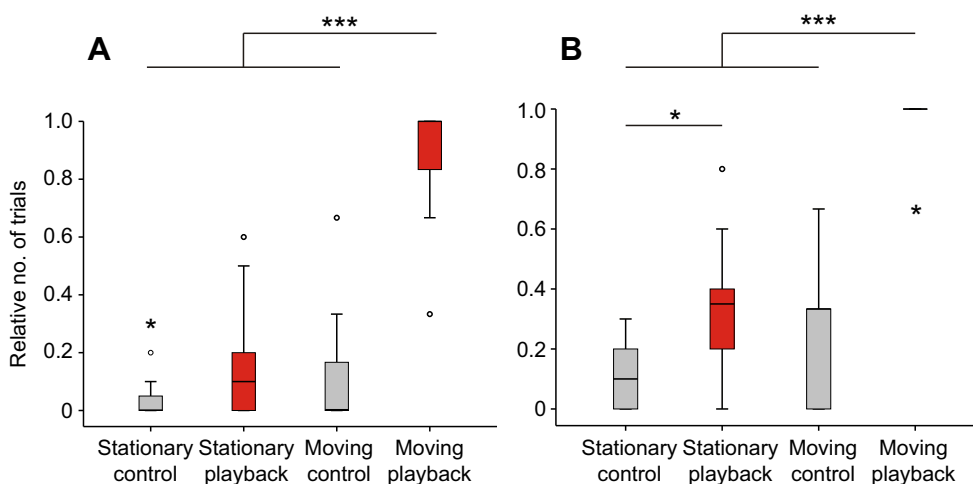 A
***
B
***
Relative no. of trials
1.0
0.8
0.6
0.4
0.2
0
*
Stationary control
Stationary playback
Moving control
Moving playback
1.0
0.8
0.6
0.4
0.2
0
*
*
Stationary control
Stationary playback
Moving control
Moving playback